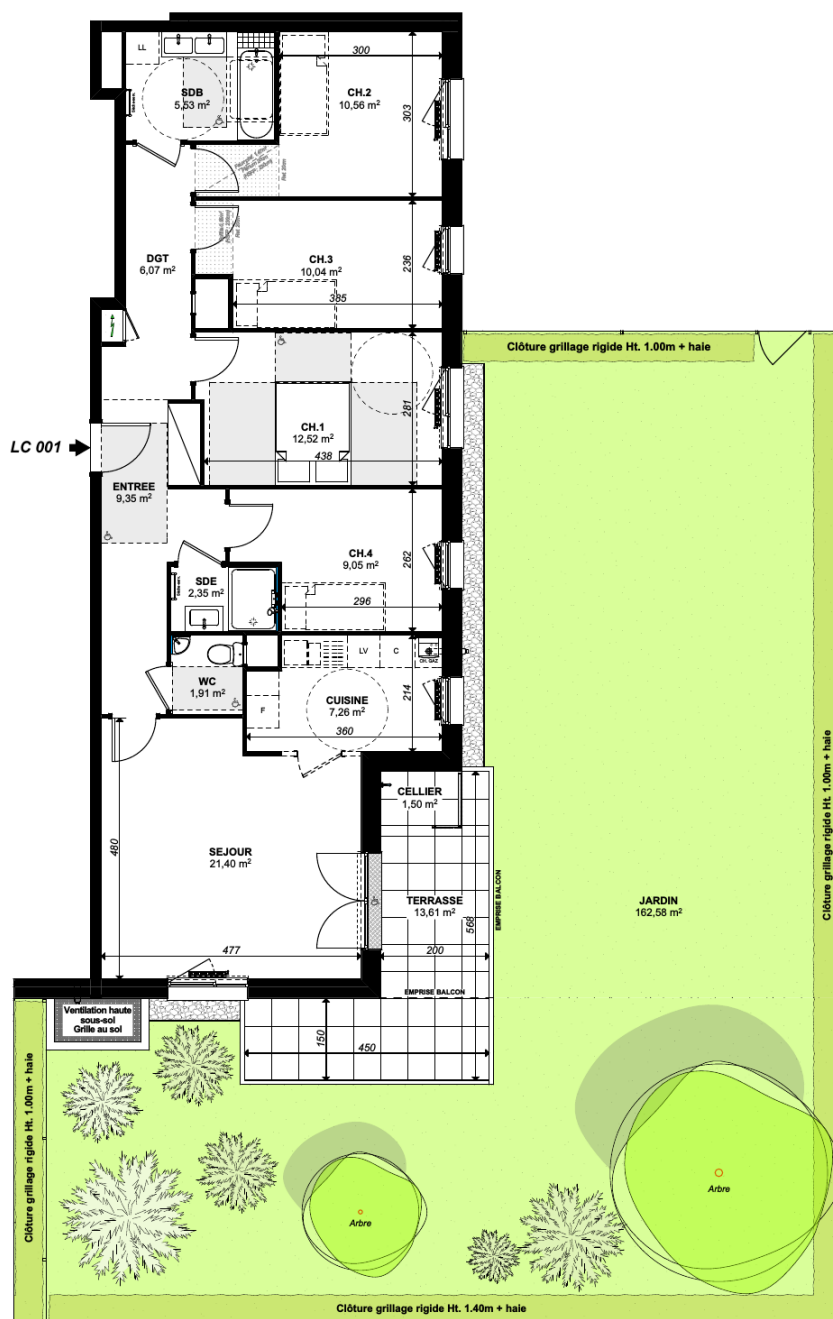 LL
SDB
5,53 m²
300
CH.2
10,56 m²
303
DGT
6,07 m²
CH.3
10,04 m²
236
385
Clôture grillage rigide Ht. 1.00m + haie
LC 001
CH.1
12,52 m²
281
438
ENTREE
9,35 m²
CH.4
9,05 m²
262
296
SDE
2,35 m²
LV
C
CH. GAZ
WC
1,91 m²
F
CUISINE
7,26 m²
214
360
Clôture grillage rigide Ht. 1.00m + haie
CELLIER
1,50 m²
480
SEJOUR
21,40 m²
TERRASSE
13,61 m²
568
EMPRISE BALCON
JARDIN
162,58 m²
477
200
EMPRISE BALCON
Ventilation haute
sous-sol
Grille au sol
150
450
Clôture grillage rigide Ht. 1.00m + haie
Arbre
Arbre
Clôture grillage rigide Ht. 1.40m + haie